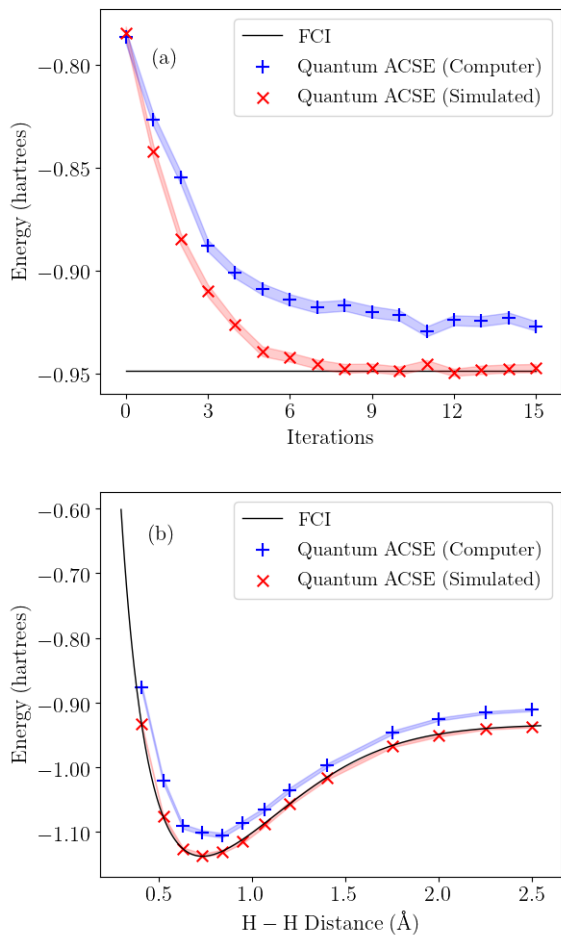 (a)
FCI
Quantum ACSE (Computer)
Quantum ACSE (Simulated)
Energy (hartrees)
−0.80
−0.85
−0.90
−0.95
0 3 6 9 12 15
Iterations
(b)
FCI
Quantum ACSE (Computer)
Quantum ACSE (Simulated)
Energy (hartrees)
−0.60
−0.70
−0.80
−0.90
−1.00
−1.10
0.5 1.0 1.5 2.0 2.5
H − H Distance (Å)